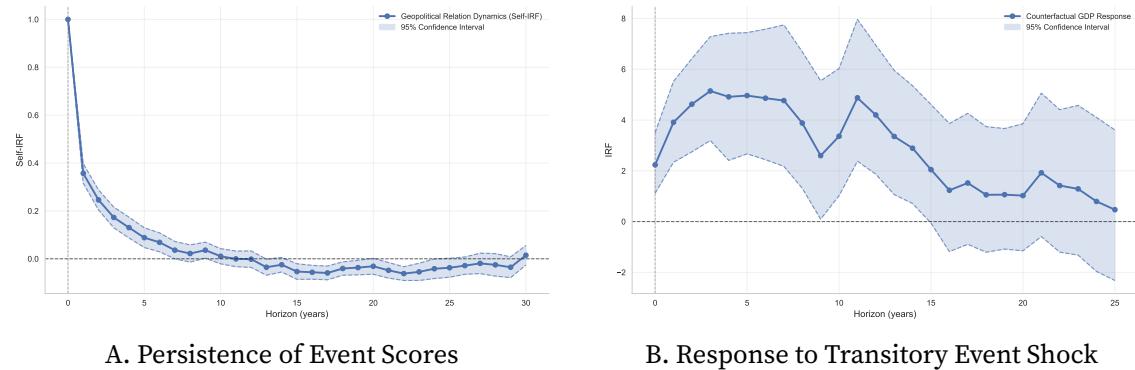 Geopolitical Relation Dynamics (Self-IRF)
95% Confidence Interval
1.0
0.8
0.6
0.4
0.2
0.0
Self-IRF
0 5 10 15 20 25 30
Horizon (years)
A. Persistence of Event Scores
Counterfactual GDP Response
95% Confidence Interval
8
6
4
2
0
−2
IRF
0 5 10 15 20 25
Horizon (years)
B. Response to Transitory Event Shock